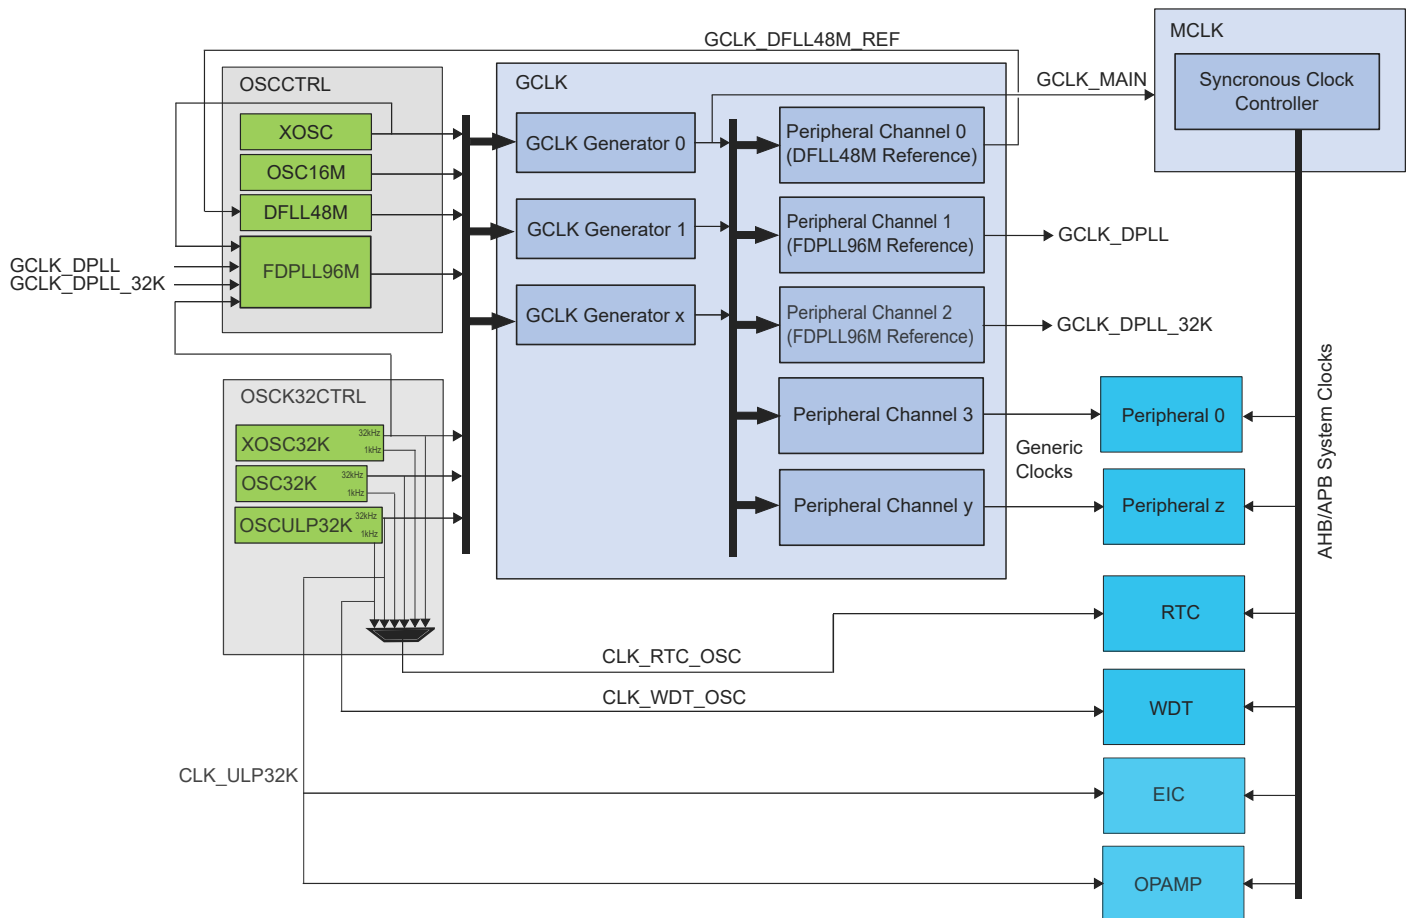 GCLK_DFLL48M_REF
MCLK
OSCCTRL
GCLK
GCLK_MAIN
Syncronous Clock
Controller
XOSC
OSC16M
DFLL48M
FDPLL96M
GCLK_DPLL
GCLK_DPLL_32K
GCLK Generator 0
GCLK Generator 1
GCLK Generator x
Peripheral Channel 0
(DFLL48M Reference)
Peripheral Channel 1
(FDPLL96M Reference)
GCLK_DPLL
Peripheral Channel 2
(FDPLL96M Reference)
GCLK_DPLL_32K
Peripheral Channel 3
Peripheral Channel y
Generic
Clocks
Peripheral 0
Peripheral z
AHB/APB System Clocks
OSCK32CTRL
XOSC32K
32kHz
1kHz
OSC32K
32kHz
1kHz
OSCULP32K
32kHz
1kHz
RTC
CLK_RTC_OSC
CLK_WDT_OSC
WDT
CLK_ULP32K
EIC
OPAMP